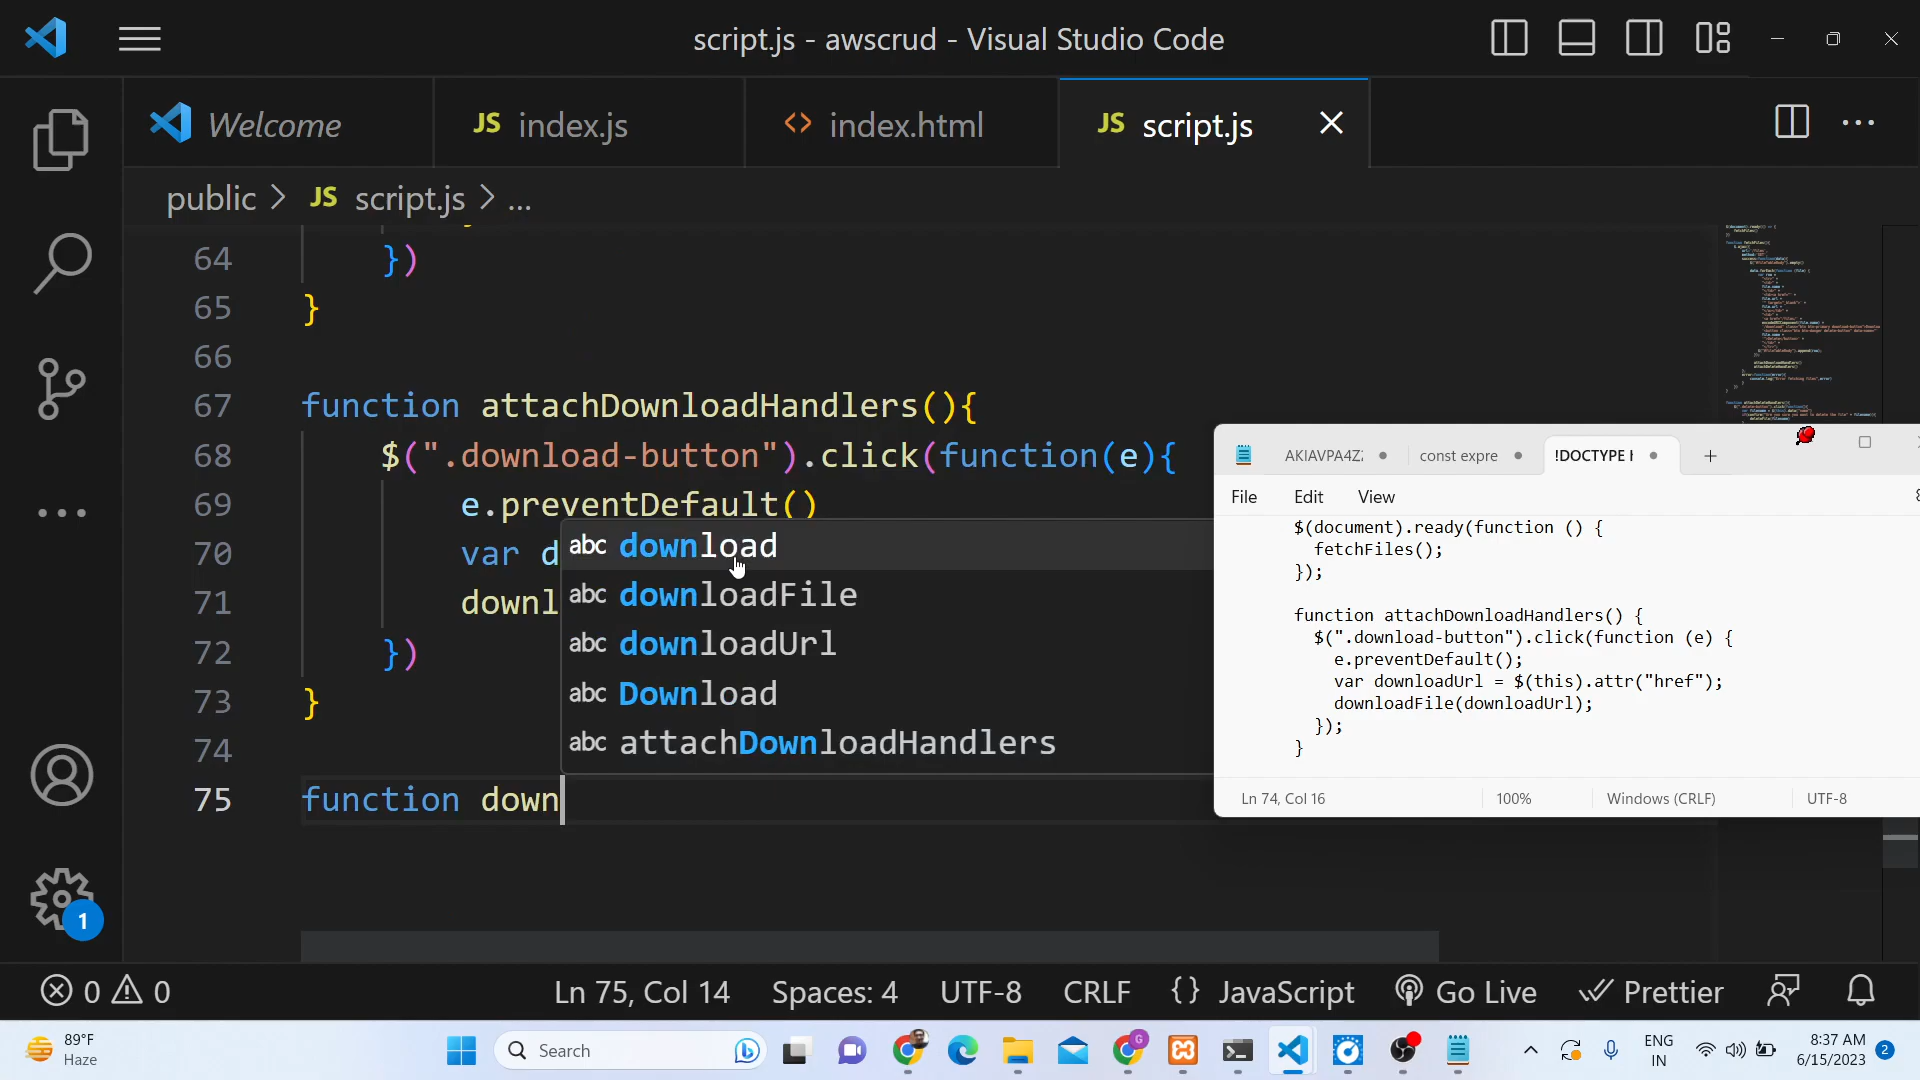 script.js - awscrud - Visual Studio Code
Welcome
JS index.js
<> index.html
JS script.js
public > JS script.js > ...
64 })
65 }
66
67 function attachDownloadHandlers(){
68 $(".download-button").click(function(e){
69 e.preventDefault()
70 var d
71 downl
72 })
73 }
74
75 function down
abc download
abc downloadFile
abc downloadUrl
abc Download
abc attachDownloadHandlers
AKIAVPA4Z
const expre
!DOCTYPE
File Edit View
$(document).ready(function () {
fetchFiles();
});
function attachDownloadHandlers() {
$(".download-button").click(function (e) {
e.preventDefault();
var downloadUrl = $(this).attr("href");
downloadFile(downloadUrl);
});
}
Ln 74, Col 16
100%
Windows (CRLF)
UTF-8
1
0 0
Ln 75, Col 14
Spaces: 4
UTF-8
CRLF
{} JavaScript
Go Live
Prettier
89°F
Haze
Search
ENG
IN
8:37 AM
6/15/2023
2